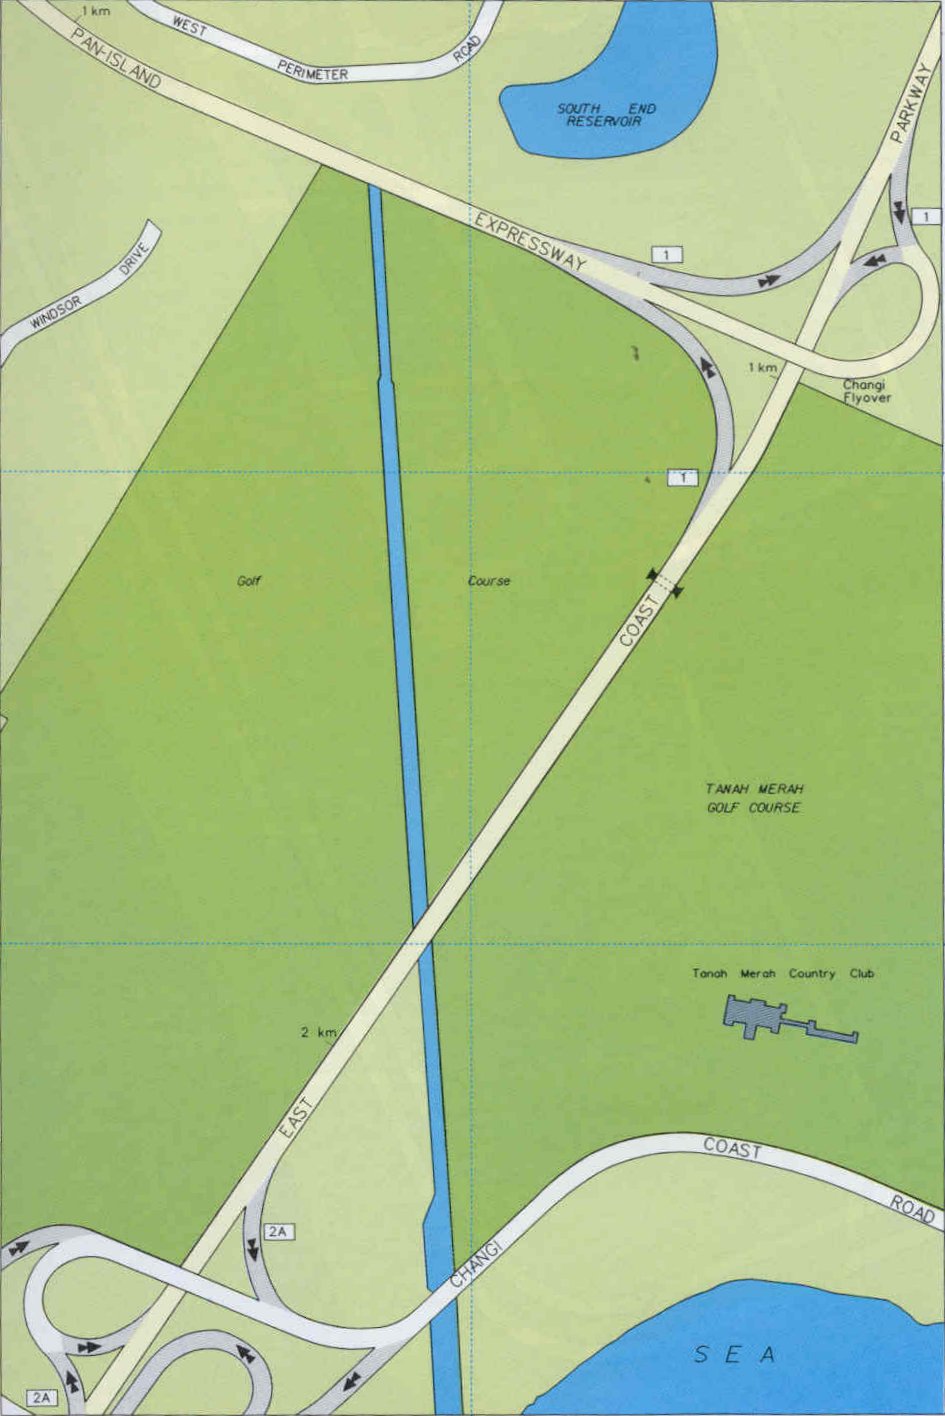 1 km
PAN-ISLAND
WEST
PERIMETER
ROAD
SOUTH END
RESERVOIR
PARKWAY
1
EXPRESSWAY
1
WINDSOR
DRIVE
1 km
Changi
Flyover
1
Golf
Course
COAST
TANAH MERAH
GOLF COURSE
Tanah Merah Country Club
2 km
EAST
COAST
ROAD
2A
CHANGI
SEA
2A